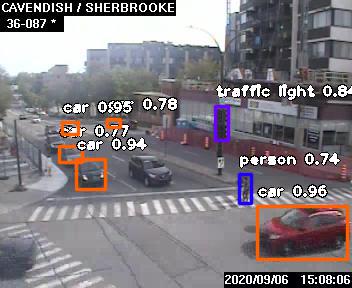 CAVENDISH / SHERBROOKE
36-087 *
traffic light 0.84
car 0.95
car 0.78
car 0.77
car 0.94
person 0.74
car 0.96
2020/09/06 15:08:06